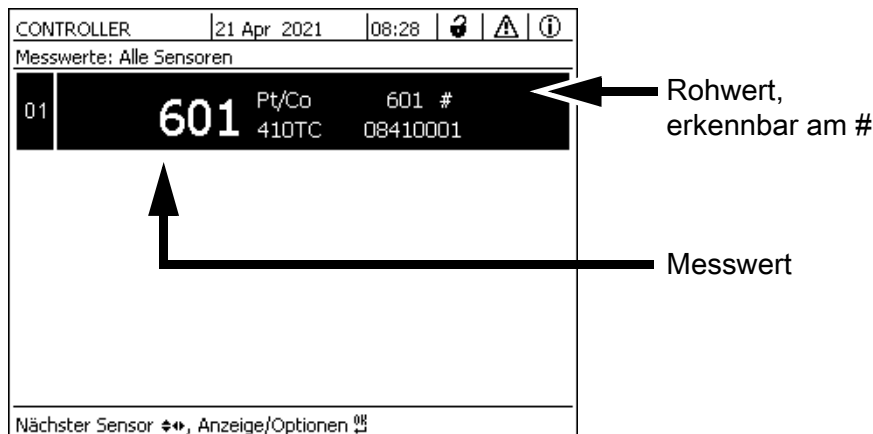 CONTROLLER 21 Apr 2021 08:28
Messwerte: Alle Sensoren
01 601 Pt/Co 601 #
410TC 08410001
Rohwert,
erkennbar am #
Messwert
Nächster Sensor, Anzeige/Optionen OK